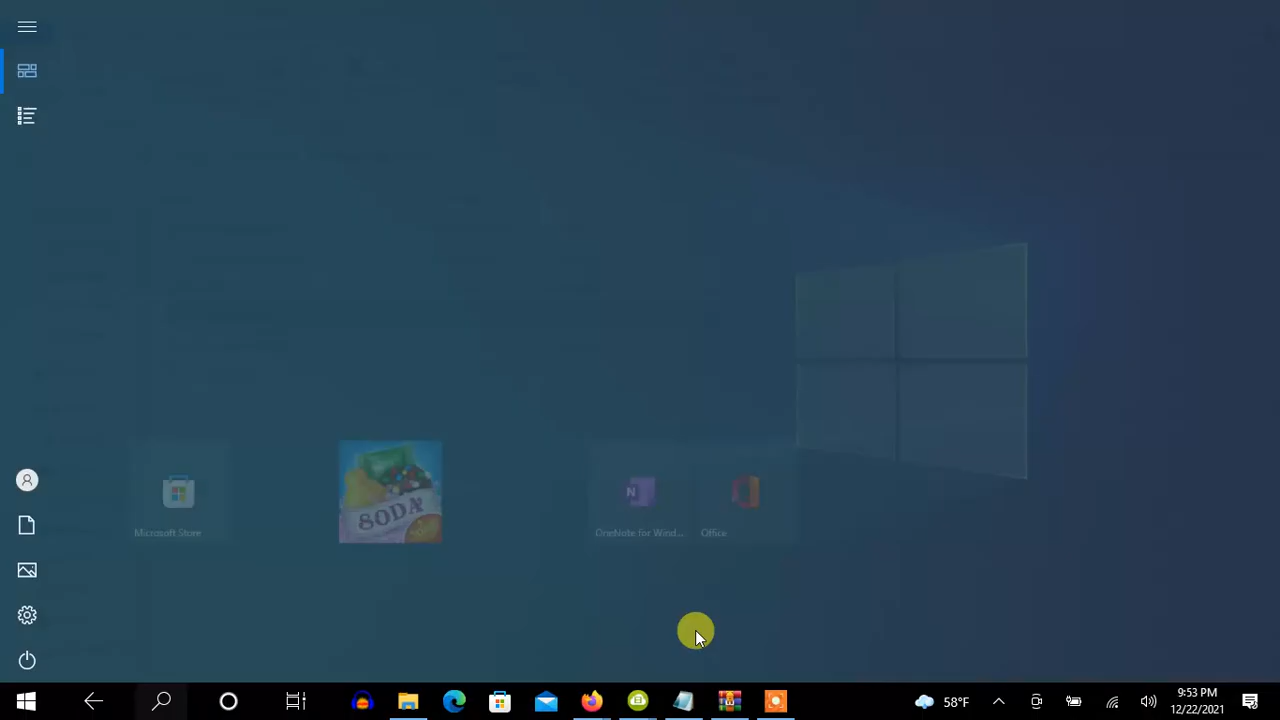 SODA
Microsoft Store
OneNote for Wind...
Office
58°F
9:53 PM
12/22/2021